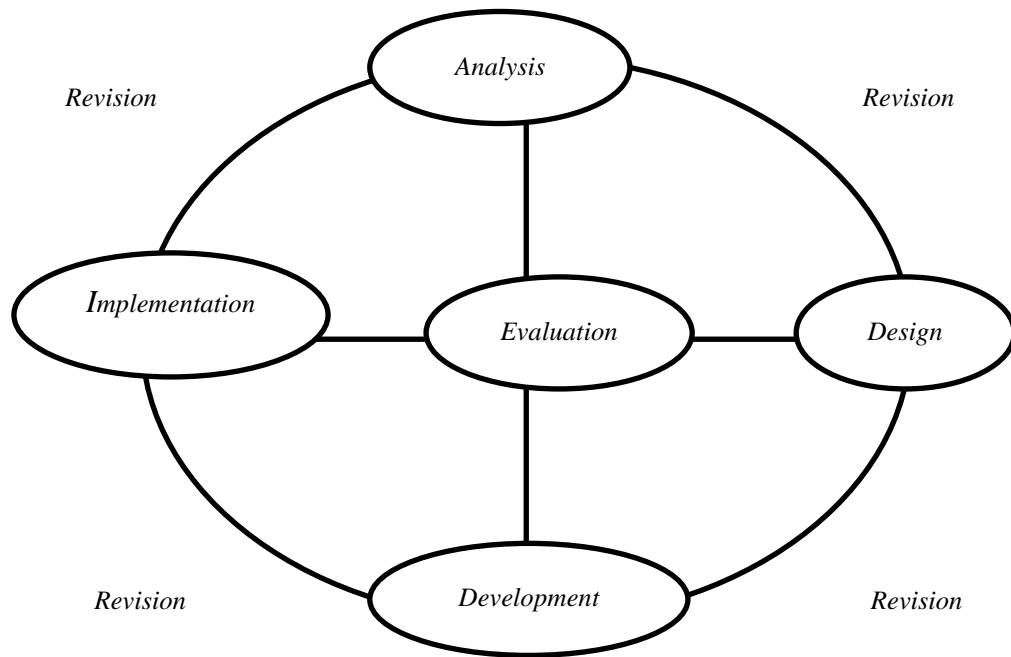 Analysis
Revision
Revision
Implementation
Evaluation
Design
Development
Revision
Revision